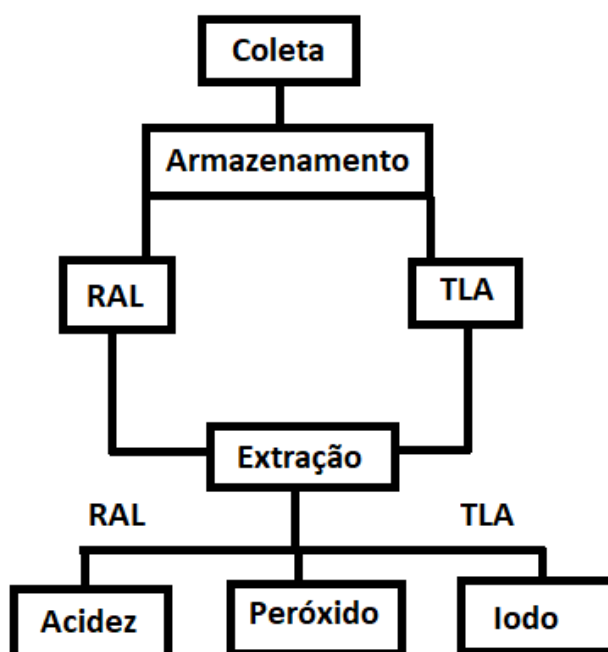 Coleta
Armazenamento
RAL
TLA
Extração
RAL
TLA
Acidez
Peróxido
Iodo